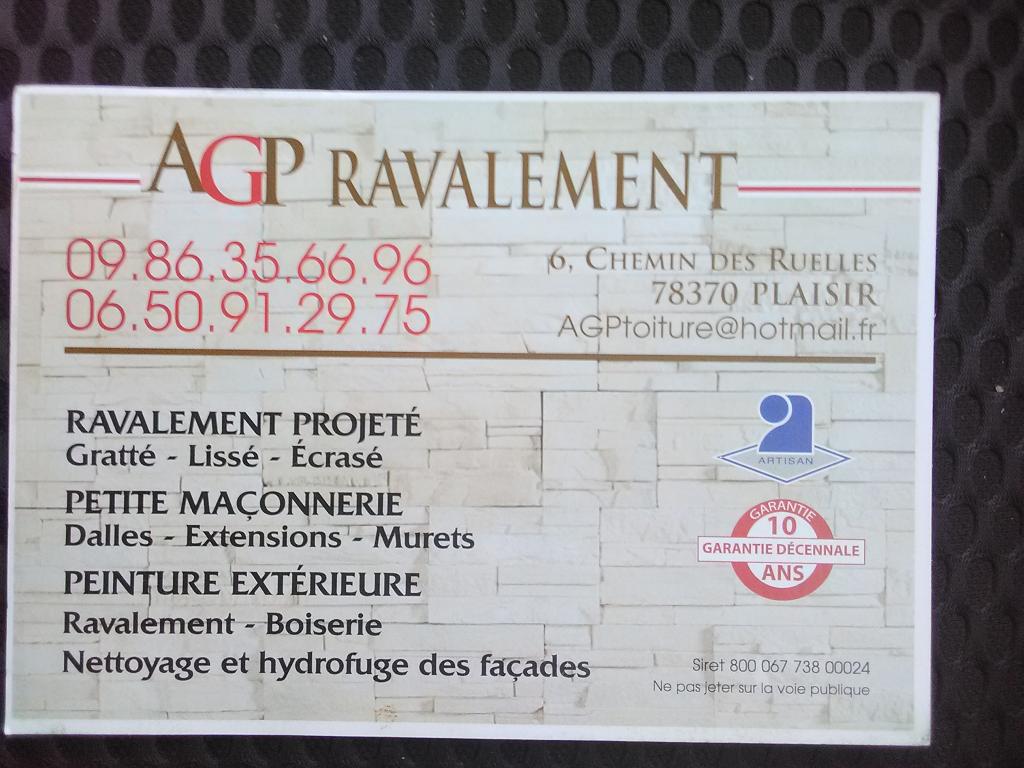 AGP RAVALEMENT
09.86.35.66.96
06.50.91.29.75
6, CHEMIN DES RUELLES
78370 PLAISIR
AGPtoiture@hotmail.fr
RAVALEMENT PROJETÉ
Gratté - Lissé - Écrasé
PETITE MAÇONNERIE
Dalles - Extensions - Murets
PEINTURE EXTÉRIEURE
Ravalement - Boiserie
Nettoyage et hydrofuge des façades
ARTISAN
GARANTIE
10
GARANTIE DÉCENNALE
ANS
Siret 800 067 738 00024
Ne pas jeter sur la voie publique